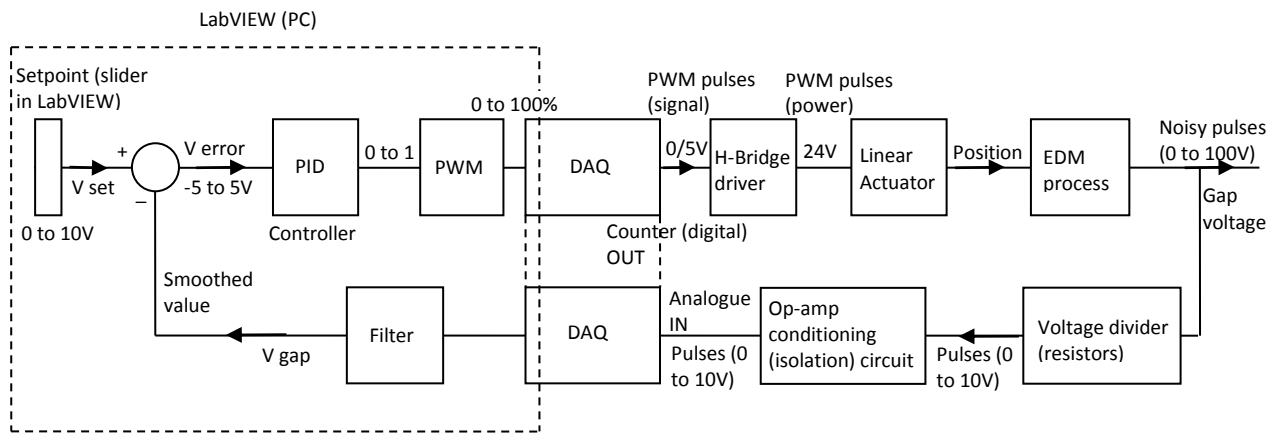 LabVIEW (PC)
Setpoint (slider
in LabVIEW)
+
−
V set
0 to 10V
V error
-5 to 5V
PID
Controller
0 to 1
PWM
0 to 100%
DAQ
Counter (digital)
OUT
PWM pulses
(signal)
0/5V
H-Bridge
driver
PWM pulses
(power)
24V
Linear
Actuator
Position
EDM
process
Noisy pulses
(0 to 100V)
Gap
voltage
Smoothed
value
V gap
Filter
DAQ
Analogue
IN
Pulses (0
to 10V)
Op-amp
conditioning
(isolation) circuit
Pulses (0
to 10V)
Voltage divider
(resistors)